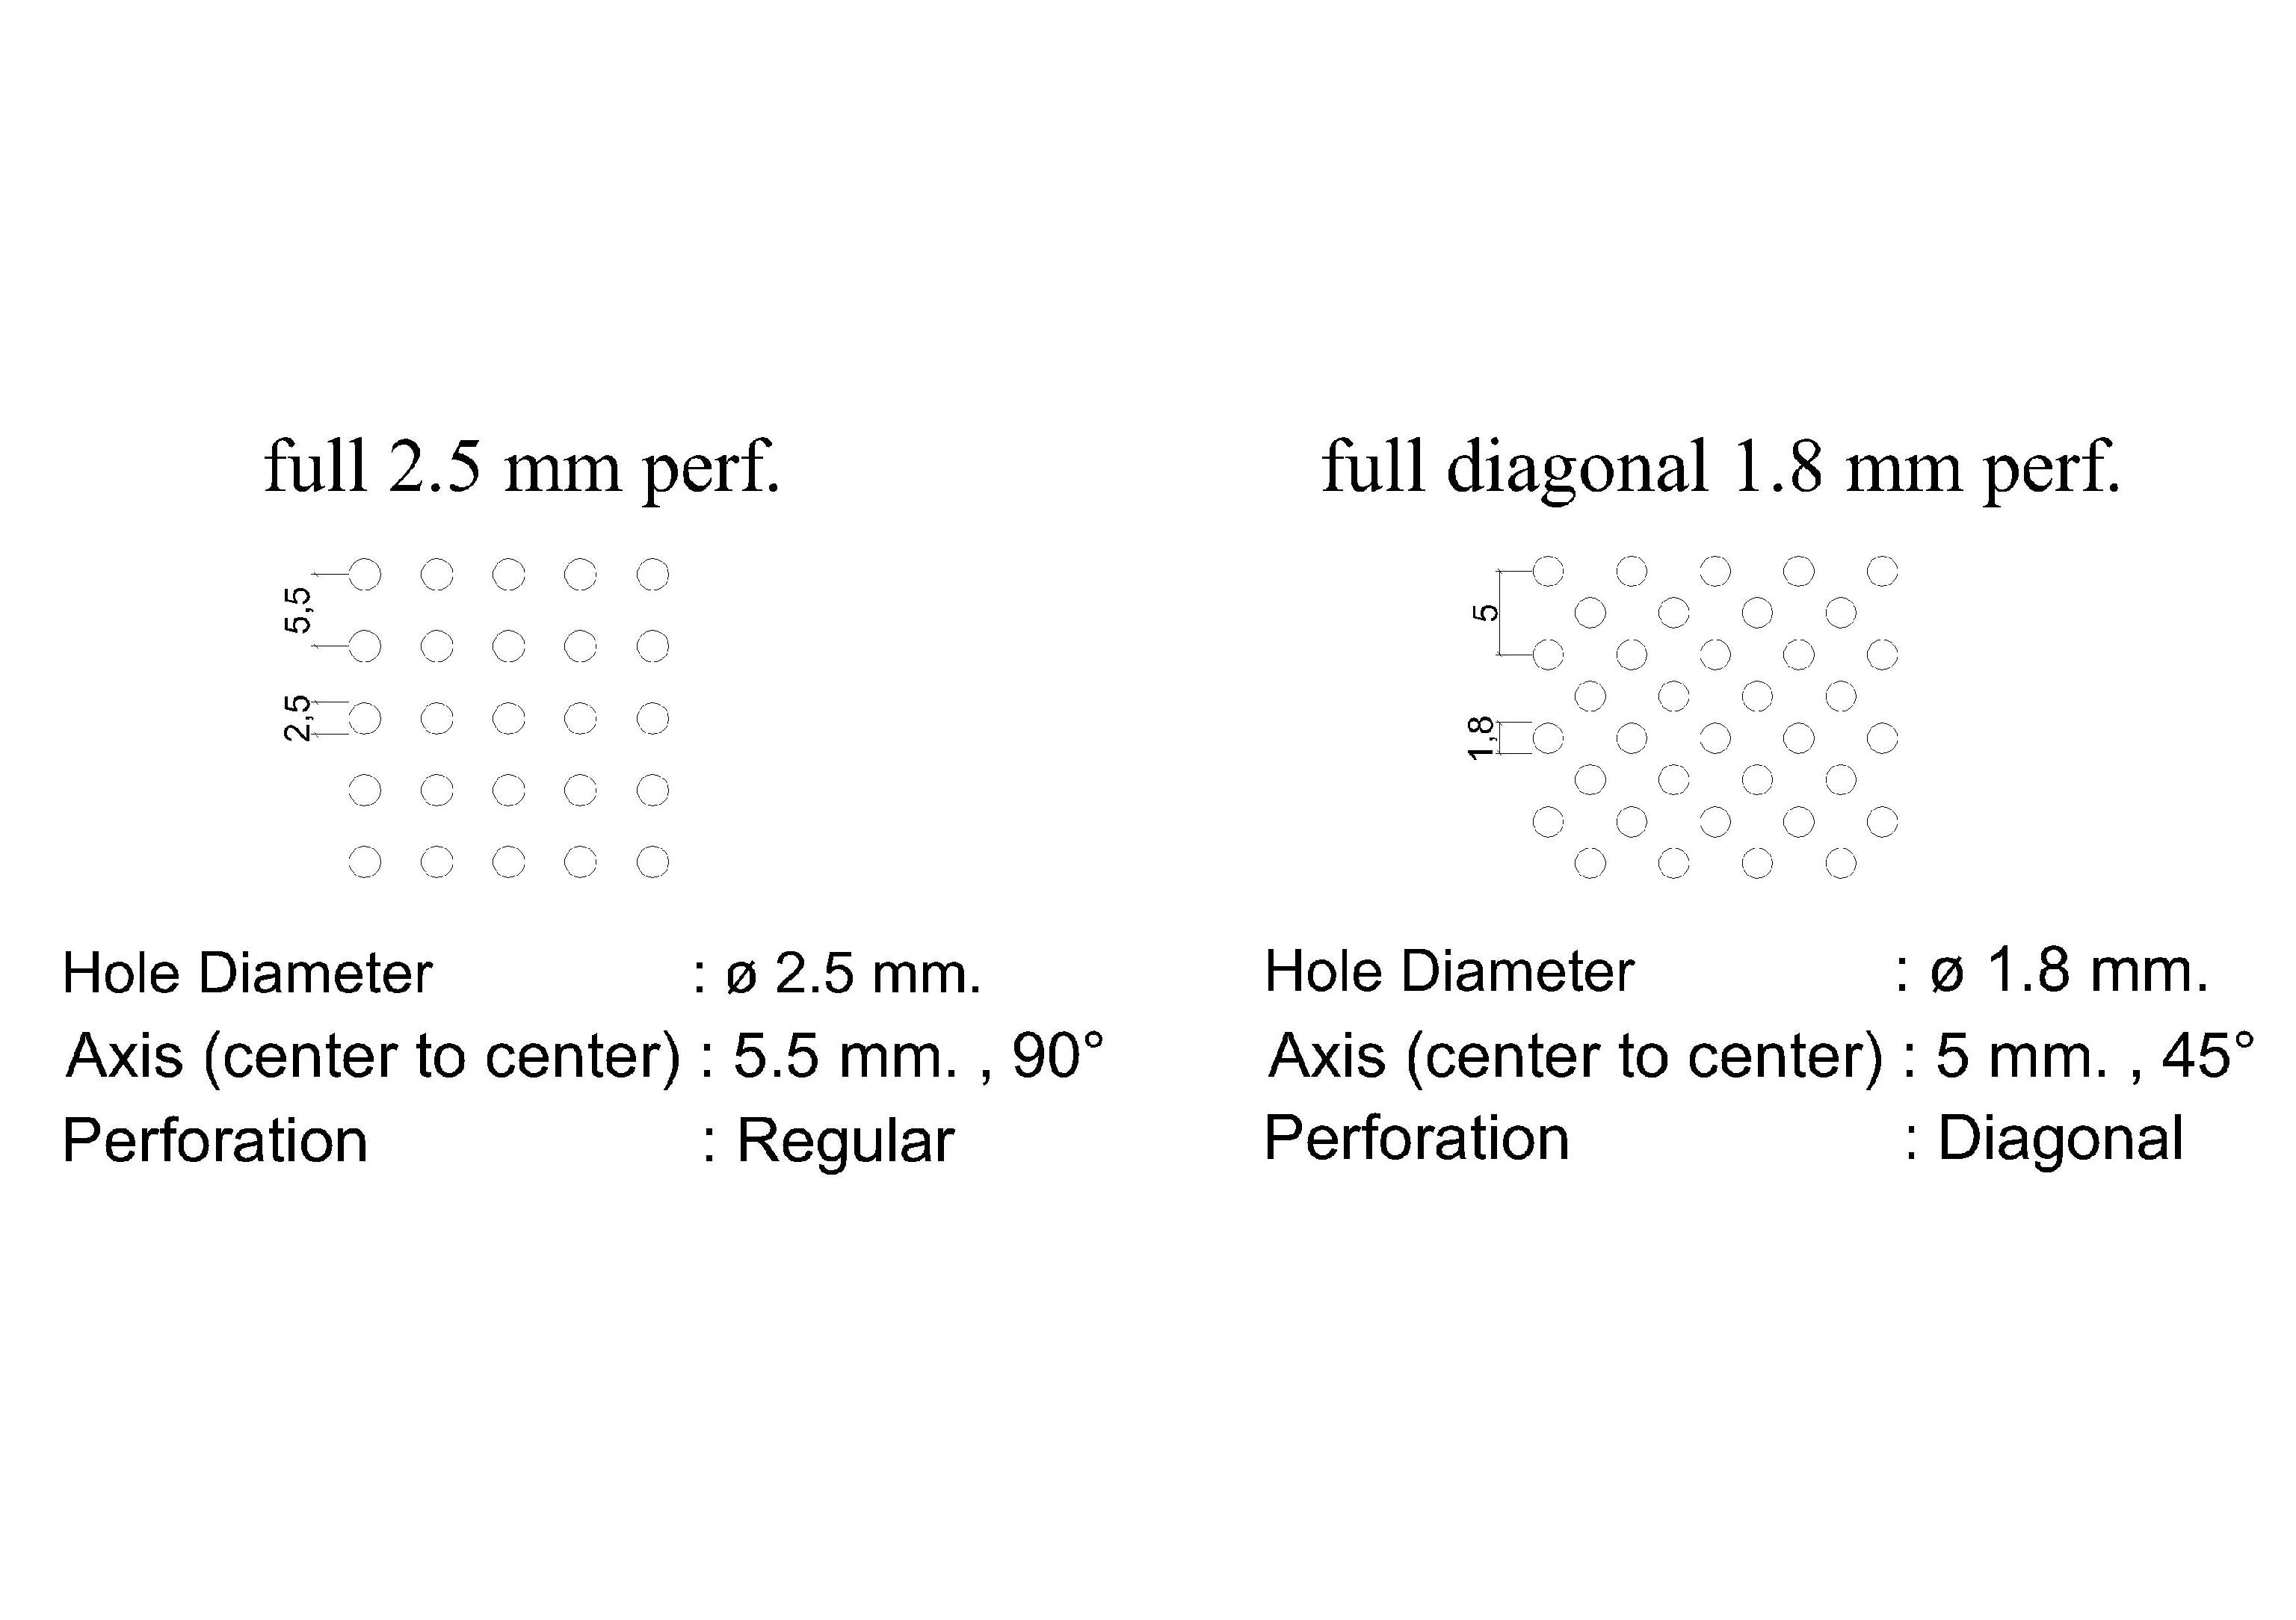 full 2.5 mm perf.
5,5
2,5
Hole Diameter : ø 2.5 mm.
Axis (center to center) : 5.5 mm. , 90°
Perforation : Regular
full diagonal 1.8 mm perf.
5
1,8
Hole Diameter : ø 1.8 mm.
Axis (center to center) : 5 mm. , 45°
Perforation : Diagonal